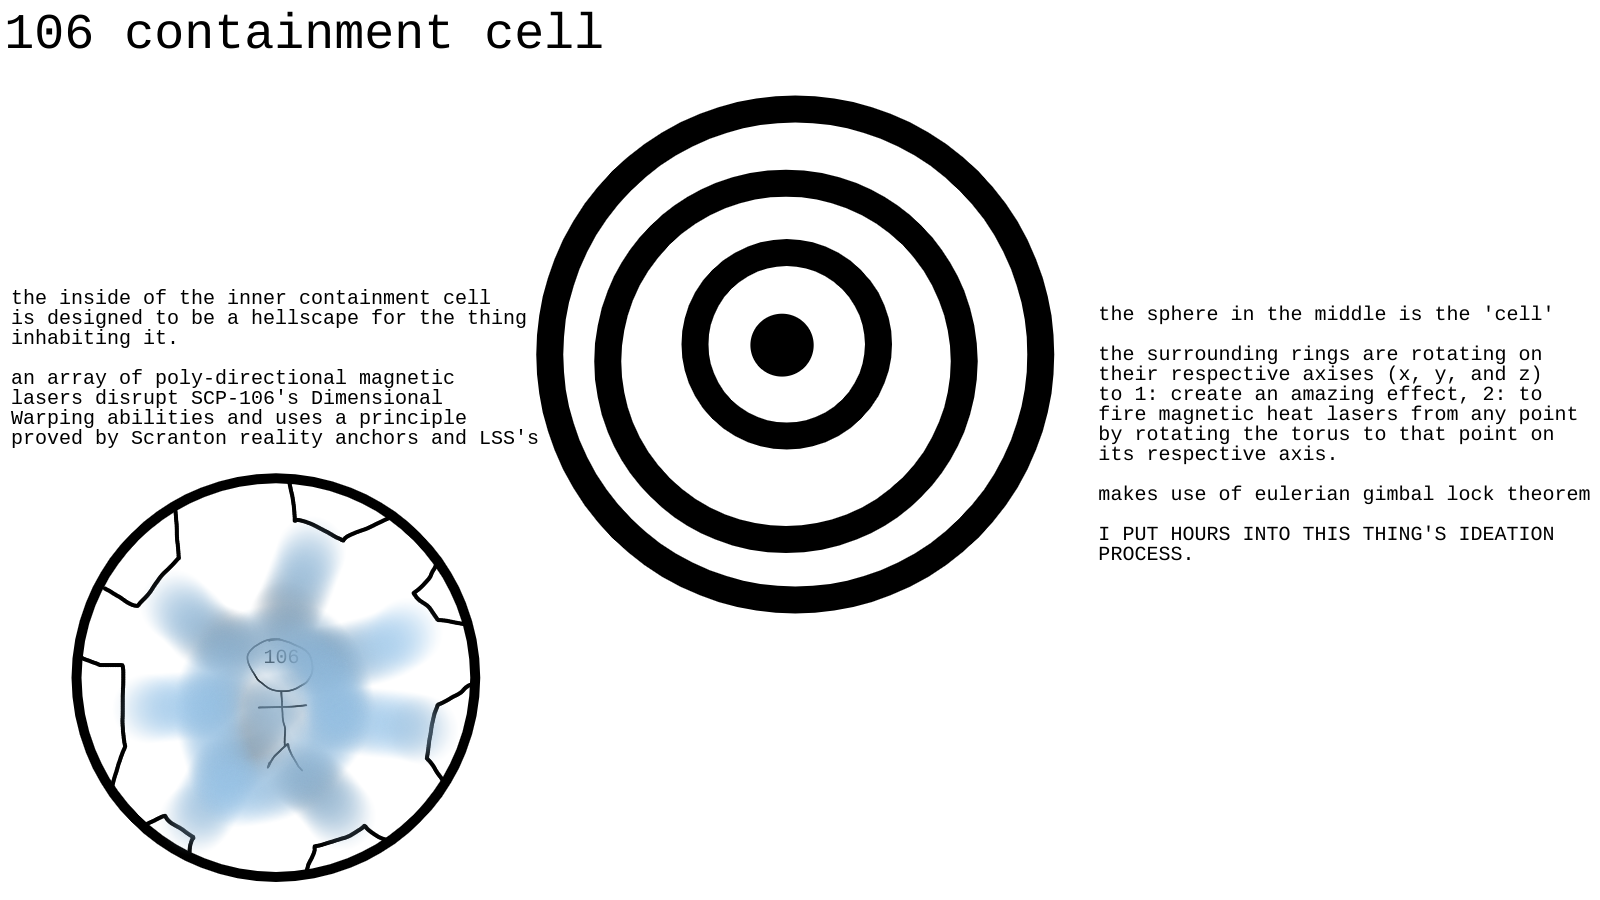 106 containment cell
the inside of the inner containment cell
is designed to be a hellscape for the thing
inhabiting it.
an array of poly-directional magnetic
lasers disrupt SCP-106's Dimensional
Warping abilities and uses a principle
proved by Scranton reality anchors and LSS's
106
the sphere in the middle is the 'cell'
the surrounding rings are rotating on
their respective axises (x, y, and z)
to 1: create an amazing effect, 2: to
fire magnetic heat lasers from any point
by rotating the torus to that point on
its respective axis.
makes use of eulerian gimbal lock theorem
I PUT HOURS INTO THIS THING'S IDEATION
PROCESS.